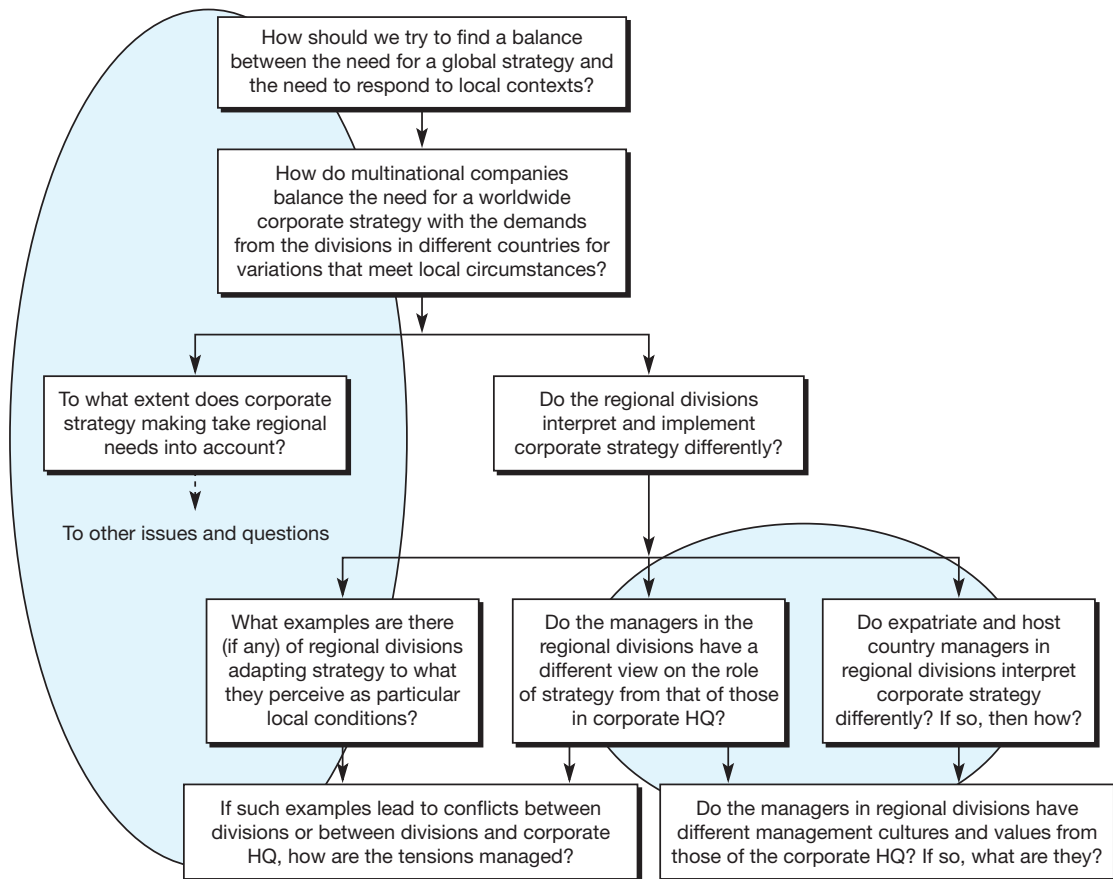 How should we try to find a balance
between the need for a global strategy and
the need to respond to local contexts?
How do multinational companies
balance the need for a worldwide
corporate strategy with the demands
from the divisions in different countries for
variations that meet local circumstances?
To what extent does corporate
strategy making take regional
needs into account?
Do the regional divisions
interpret and implement
corporate strategy differently?
To other issues and questions
What examples are there
(if any) of regional divisions
adapting strategy to what
they perceive as particular
local conditions?
Do the managers in the
regional divisions have a
different view on the role
of strategy from that of those
in corporate HQ?
Do expatriate and host
country managers in
regional divisions interpret
corporate strategy
differently? If so, then how?
If such examples lead to conflicts between
divisions or between divisions and corporate
HQ, how are the tensions managed?
Do the managers in regional divisions have
different management cultures and values from
those of the corporate HQ? If so, what are they?